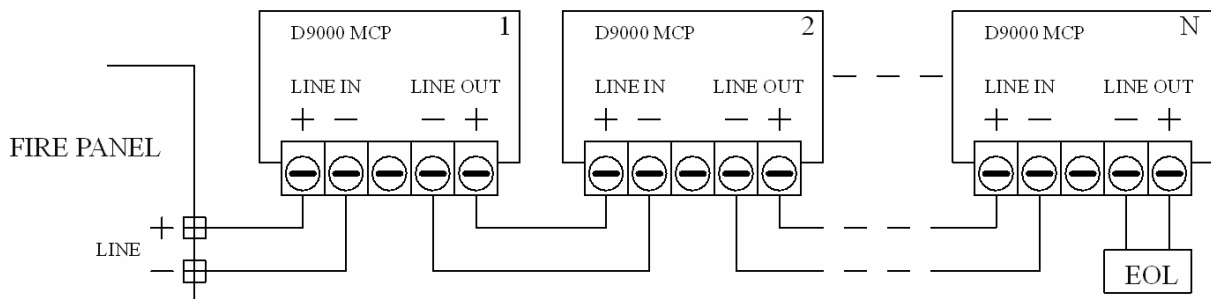 D9000 MCP 1
LINE IN LINE OUT
+ − − +
D9000 MCP 2
LINE IN LINE OUT
+ − − +
D9000 MCP N
LINE IN LINE OUT
+ − − +
FIRE PANEL
+
LINE
−
EOL